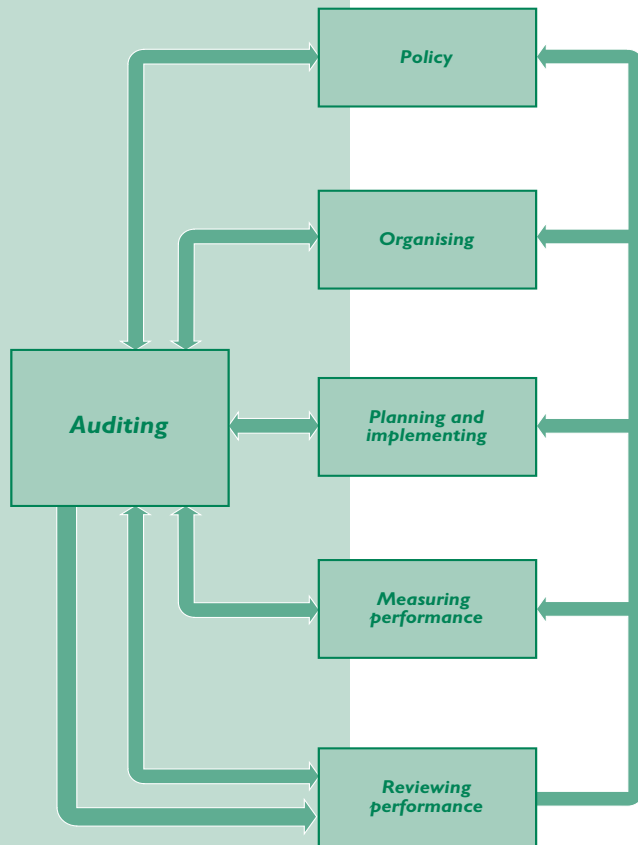 Policy
Organising
Auditing
Planning and
implementing
Measuring
performance
Reviewing
performance